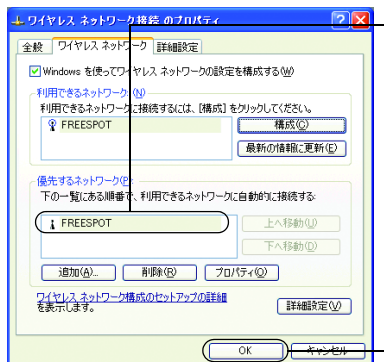 ワイヤレス ネットワーク接続 のプロパティ
全般 ワイヤレス ネットワーク 詳細設定
Windows を使ってワイヤレス ネットワークの設定を構成する(W)
利用できるネットワーク(N)
利用できるネットワークに接続するには、[構成] をクリックしてください。
FREESPOT
構成(C)
最新の情報に更新(E)
優先するネットワーク(P):
下の一覧にある順番で、利用できるネットワークに自動的に接続する:
FREESPOT
上へ移動(U)
下へ移動(D)
追加(A)... 削除(R) プロパティ(O)
ワイヤレス ネットワーク構成のセットアップの詳細
を表示します。
詳細設定(V)
OK キャンセル